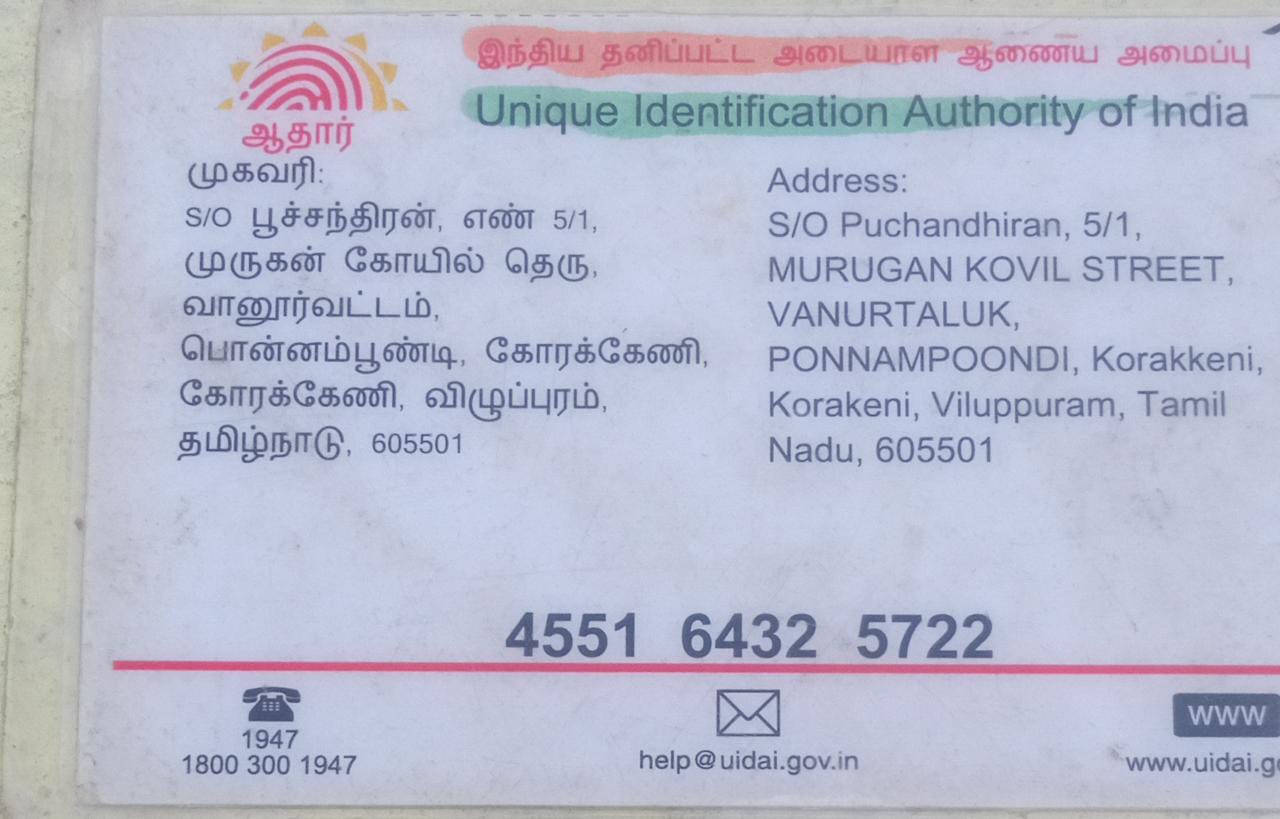 இந்திய தனிப்பட்ட அடையாள ஆணைய அமைப்பு
Unique Identification Authority of India
ஆதார்
முகவரி:
S/O பூச்சந்திரன், எண் 5/1,
முருகன் கோயில் தெரு,
வானூர்வட்டம்,
பொன்னம்பூண்டி, கோரக்கேணி,
கோரக்கேணி, விழுப்புரம்,
தமிழ்நாடு, 605501
Address:
S/O Puchandhiran, 5/1,
MURUGAN KOVIL STREET,
VANURTALUK,
PONNAMPOONDI, Korakkeni,
Korakeni, Viluppuram, Tamil
Nadu, 605501
4551 6432 5722
1947
1800 300 1947
help@uidai.gov.in
www